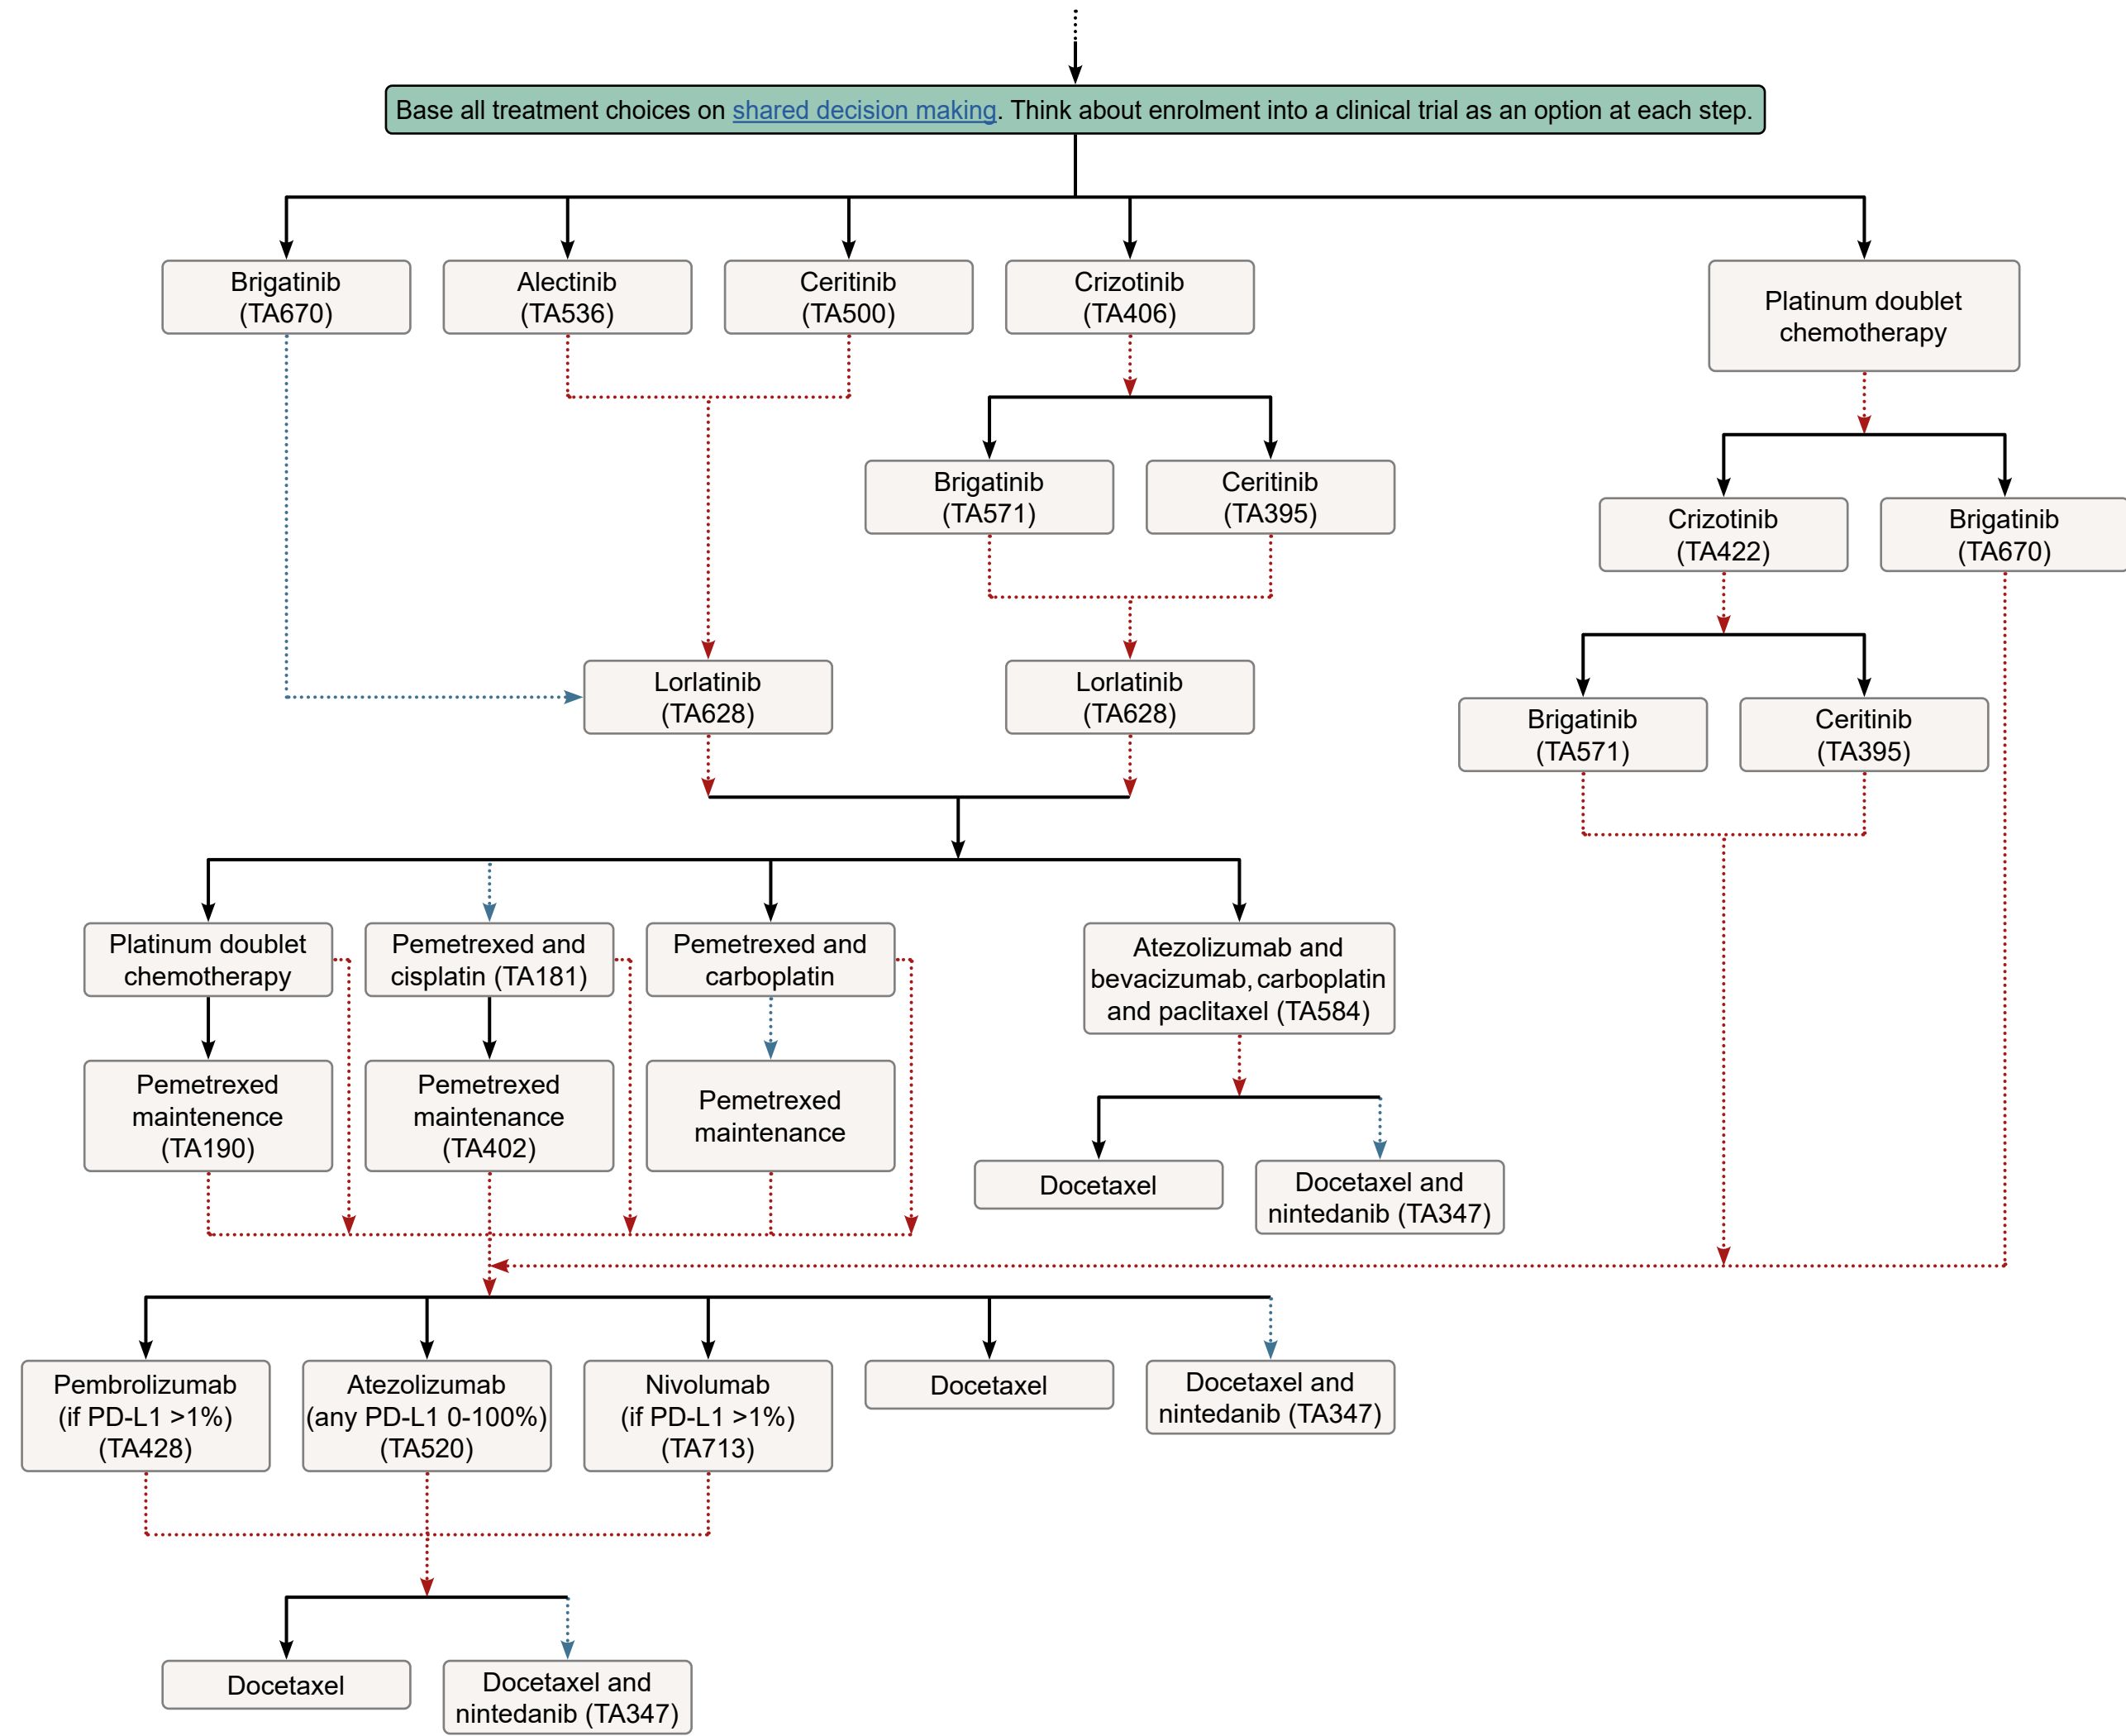 Base all treatment choices on shared decision making. Think about enrolment into a clinical trial as an option at each step.
Brigatinib
(TA670)
Alectinib
(TA536)
Ceritinib
(TA500)
Crizotinib
(TA406)
Platinum doublet
chemotherapy
Brigatinib
(TA571)
Ceritinib
(TA395)
Crizotinib
(TA422)
Brigatinib
(TA670)
Lorlatinib
(TA628)
Lorlatinib
(TA628)
Brigatinib
(TA571)
Ceritinib
(TA395)
Platinum doublet
chemotherapy
Pemetrexed and
cisplatin (TA181)
Pemetrexed and
carboplatin
Atezolizumab and
bevacizumab, carboplatin
and paclitaxel (TA584)
Pemetrexed
maintenence
(TA190)
Pemetrexed
maintenance
(TA402)
Pemetrexed
maintenance
Docetaxel
Docetaxel and
nintedanib (TA347)
Pembrolizumab
(if PD-L1 >1%)
(TA428)
Atezolizumab
(any PD-L1 0-100%)
(TA520)
Nivolumab
(if PD-L1 >1%)
(TA713)
Docetaxel
Docetaxel and
nintedanib (TA347)
Docetaxel
Docetaxel and
nintedanib (TA347)